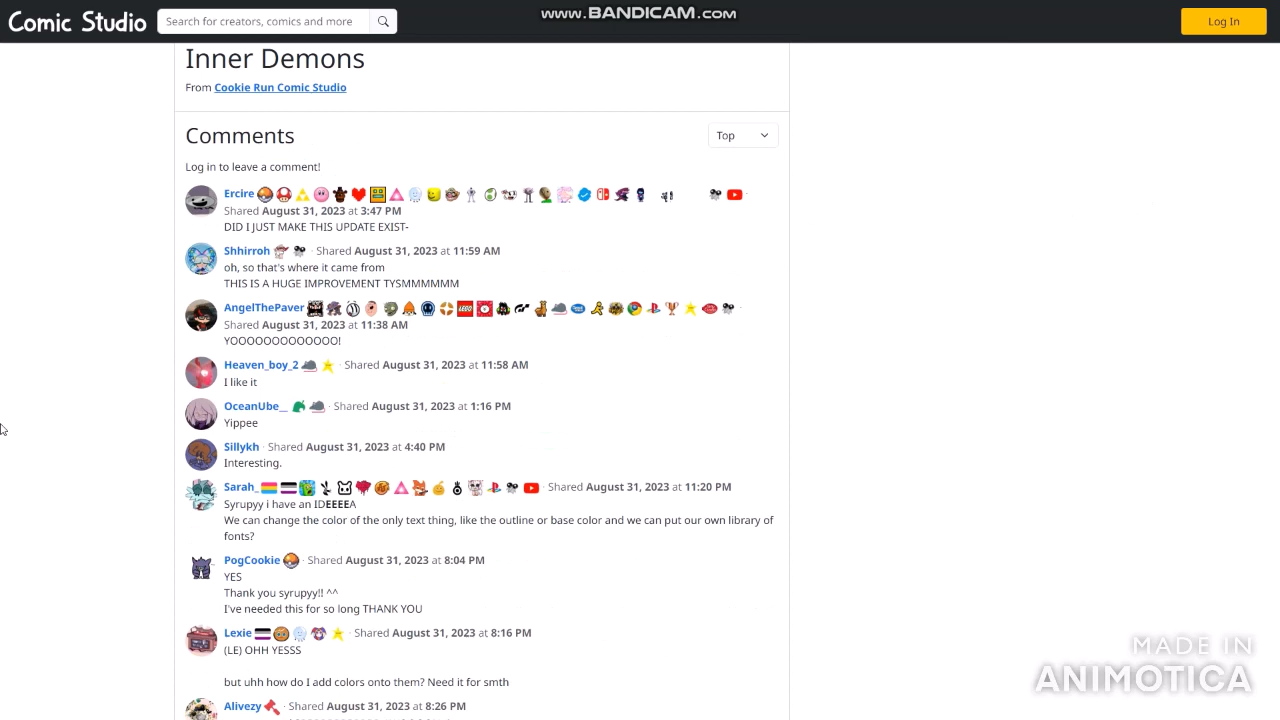 Comic Studio
Search for creators, comics and more
www.BANDICAM.com
Log In
Inner Demons
From Cookie Run Comic Studio
Comments
Top
Log in to leave a comment!
Ercire
Shared August 31, 2023 at 3:47 PM
DID I JUST MAKE THIS UPDATE EXIST-
Shhirroh · Shared August 31, 2023 at 11:59 AM
oh, so that's where it came from
THIS IS A HUGE IMPROVEMENT TYSMMMMMM
AngelThePaver
Shared August 31, 2023 at 11:38 AM
YOOOOOOOOOOOOO!
Heaven_boy_2 · Shared August 31, 2023 at 11:58 AM
I like it
OceanUbe__ · Shared August 31, 2023 at 1:16 PM
Yippee
Sillykh · Shared August 31, 2023 at 4:40 PM
Interesting.
Sarah_ · Shared August 31, 2023 at 11:20 PM
Syrupyy i have an IDEEEEA
We can change the color of the only text thing, like the outline or base color and we can put our own library of
fonts?
PogCookie · Shared August 31, 2023 at 8:04 PM
YES
Thank you syrupyy!! ^^
I've needed this for so long THANK YOU
Lexie · Shared August 31, 2023 at 8:16 PM
(LE) OHH YESSS
but uhh how do I add colors onto them? Need it for smth
Alivezy · Shared August 31, 2023 at 8:26 PM
MADE IN
ANIMOTICA